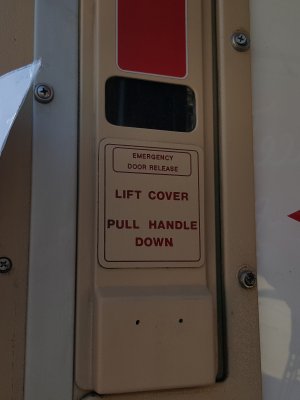 EMERGENCY
DOOR RELEASE
LIFT COVER
PULL HANDLE
DOWN